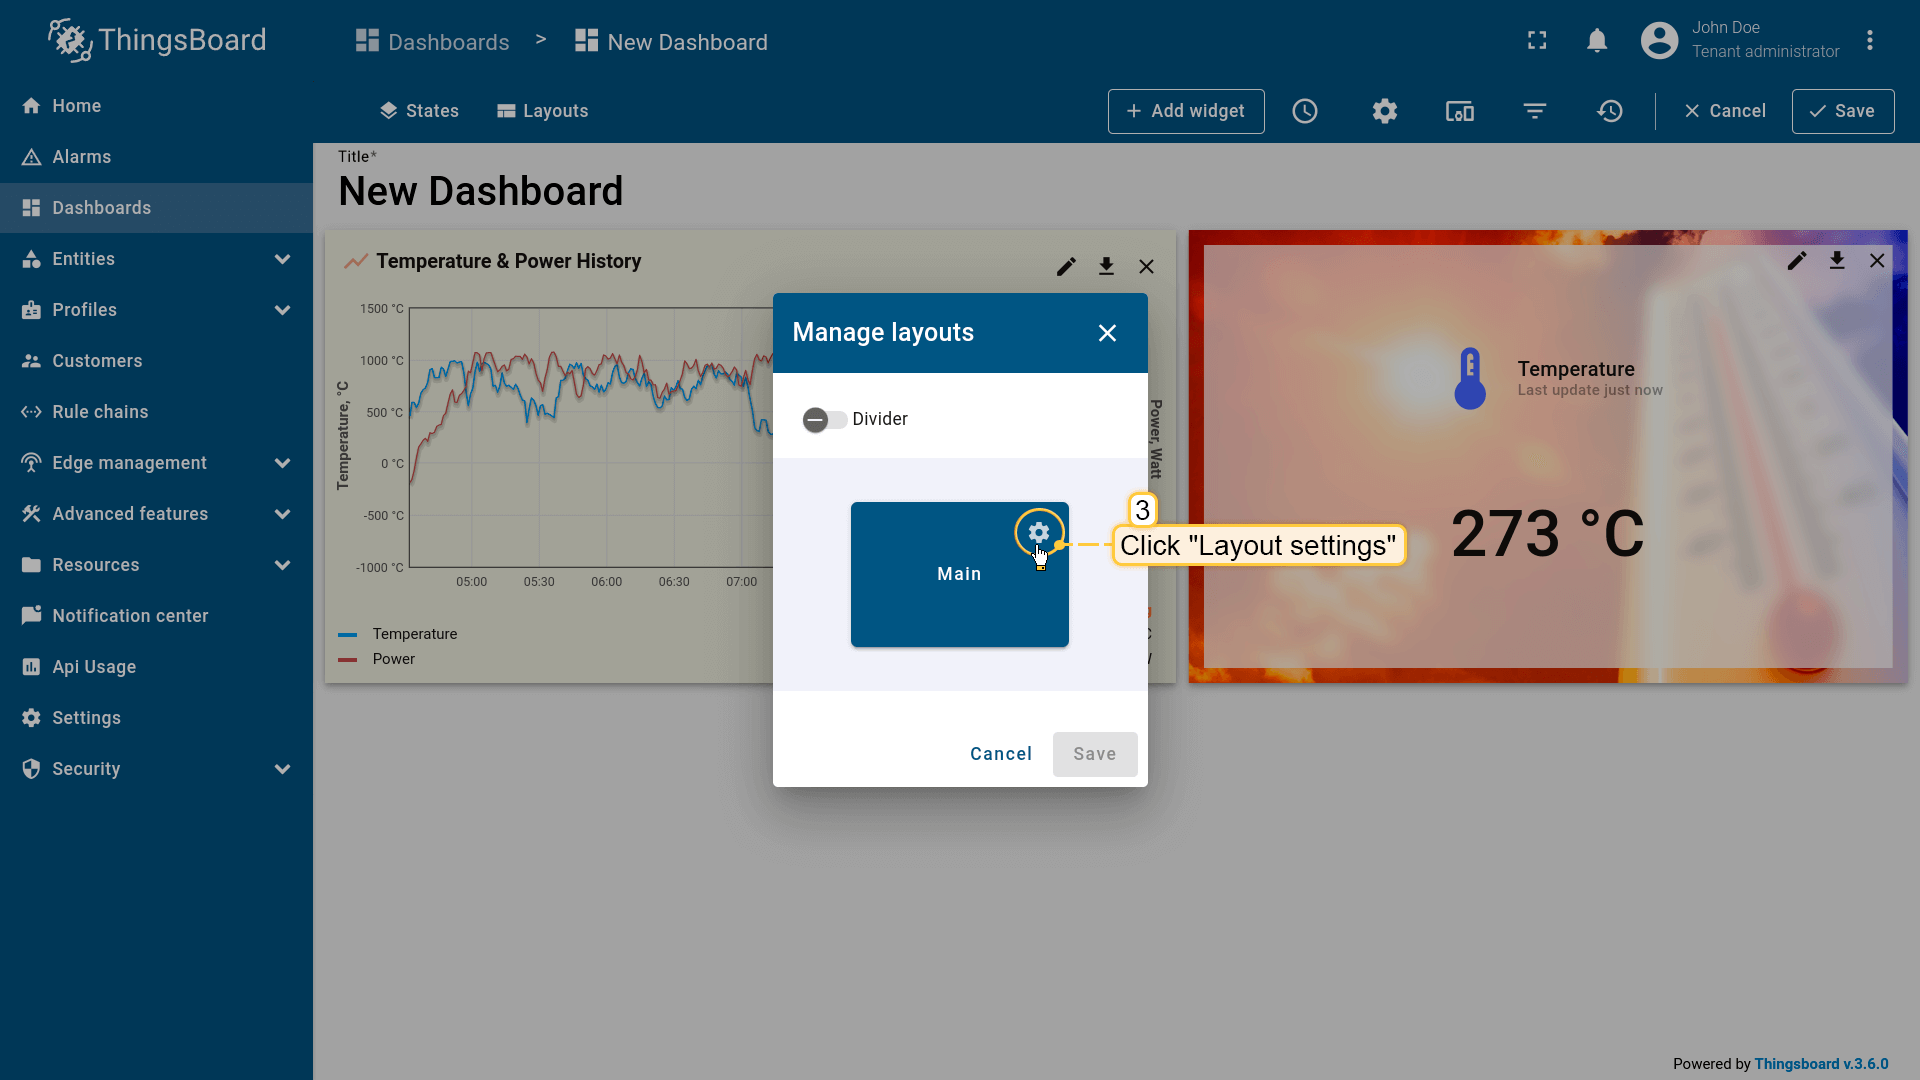 ThingsBoard
Dashboards > New Dashboard
John Doe
Tenant administrator
Home
Alarms
Dashboards
Entities
Profiles
Customers
Rule chains
Edge management
Advanced features
Resources
Notification center
Api Usage
Settings
Security
States
Layouts
+ Add widget
Cancel
Save
Title*
New Dashboard
Temperature & Power History
1500 °C
1000 °C
500 °C
0 °C
-500 °C
-1000 °C
Temperature, °C
05:00
05:30
06:00
06:30
07:00
Power, Watt
Temperature
Power
Manage layouts
Divider
Main
3
Click "Layout settings"
Cancel
Save
Temperature
Last update just now
273 °C
Powered by Thingsboard v.3.6.0